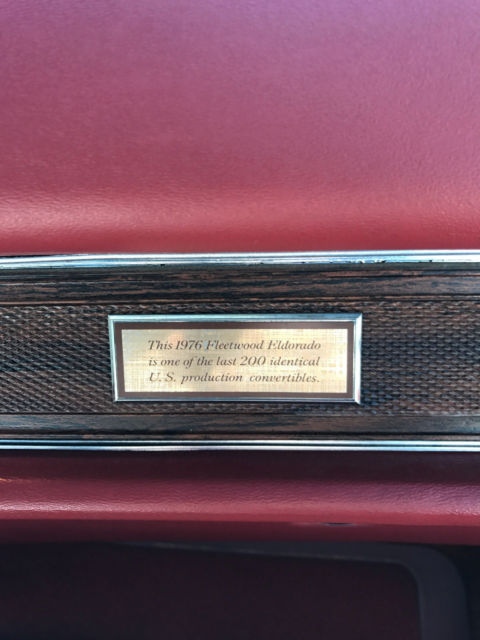 This 1976 Fleetwood Eldorado
is one of the last 200 identical
U.S. production convertibles.